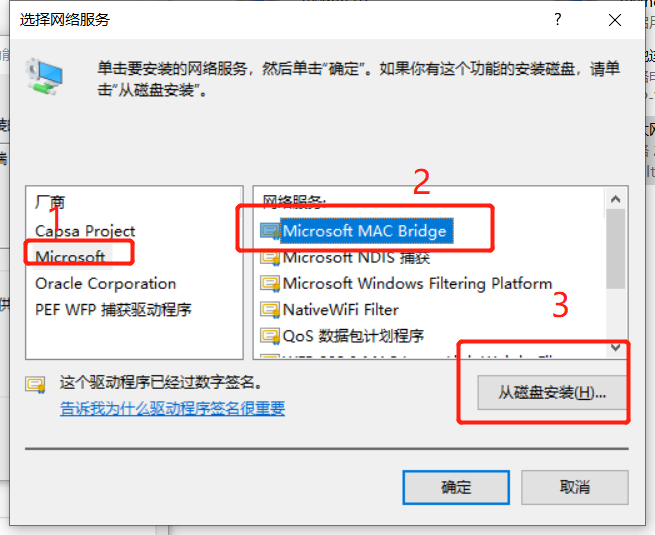 选择网络服务
?
单击要安装的网络服务，然后单击“确定”。如果你有这个功能的安装磁盘，请单
击“从磁盘安装”。
2
厂商
网络服务:
1
Capsa Project
Microsoft MAC Bridge
Microsoft
Microsoft NDIS 捕获
Oracle Corporation
Microsoft Windows Filtering Platform
PEF WFP 捕获驱动程序
NativeWiFi Filter
3
QoS 数据包计划程序
这个驱动程序已经过数字签名。
从磁盘安装(H)...
告诉我为什么驱动程序签名很重要
确定
取消